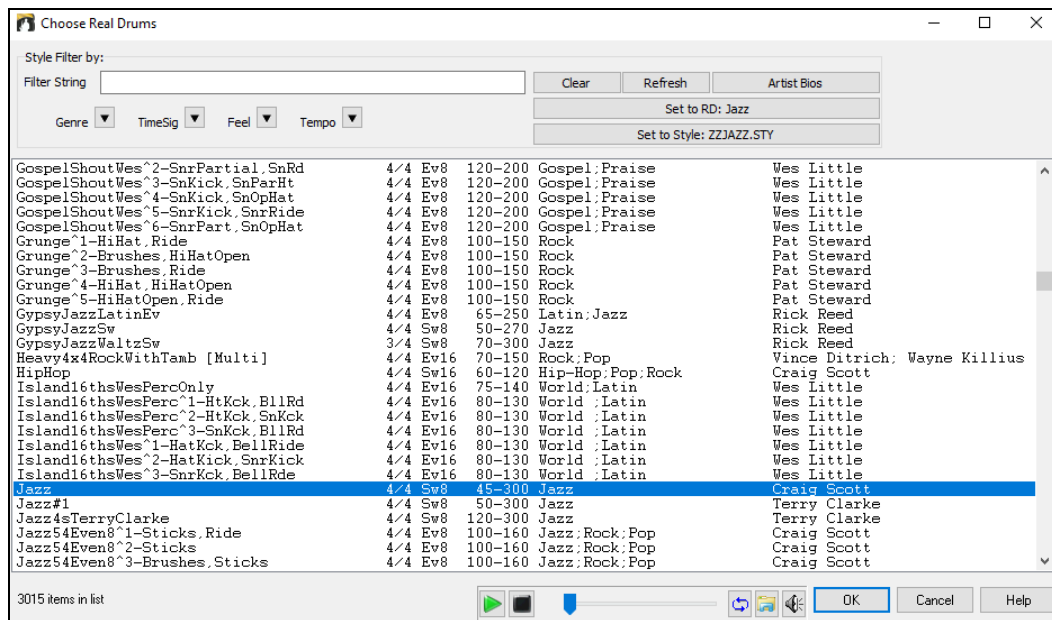 Choose Real Drums
Style Filter by:
Filter String
Clear Refresh Artist Bios
Genre TimeSig Feel Tempo
Set to RD: Jazz
Set to Style: ZZJAZZ.STY
GospelShoutWes^2-SnrPartial,SnRd 4/4 Ev8 120-200 Gospel;Praise Wes Little
GospelShoutWes^3-SnKick,SnParHt 4/4 Ev8 120-200 Gospel;Praise Wes Little
GospelShoutWes^4-SnKick,SnOpHat 4/4 Ev8 120-200 Gospel;Praise Wes Little
GospelShoutWes^5-SnrKick,SnrRide 4/4 Ev8 120-200 Gospel;Praise Wes Little
GospelShoutWes^6-SnrPart,SnOpHat 4/4 Ev8 120-200 Gospel;Praise Wes Little
Grunge^1-HiHat,Ride 4/4 Ev8 100-150 Rock Pat Steward
Grunge^2-Brushes,HiHatOpen 4/4 Ev8 100-150 Rock Pat Steward
Grunge^3-Brushes,Ride 4/4 Ev8 100-150 Rock Pat Steward
Grunge^4-HiHat,HiHatOpen 4/4 Ev8 100-150 Rock Pat Steward
Grunge^5-HiHatOpen,Ride 4/4 Ev8 100-150 Rock Pat Steward
GypsyJazzLatinEv 4/4 Ev8 65-250 Latin;Jazz Rick Reed
GypsyJazzSw 4/4 Sw8 50-270 Jazz Rick Reed
GypsyJazzWaltzSw 3/4 Sw8 70-300 Jazz Rick Reed
Heavy4x4RockWithTamb [Multi] 4/4 Ev16 70-150 Rock;Pop Vince Ditrich; Wayne Killius
HipHop 4/4 Sw16 60-120 Hip-Hop;Pop;Rock Craig Scott
Island16thsWesPercOnly 4/4 Ev16 75-140 World;Latin Wes Little
Island16thsWesPerc^1-HtKck,BllRd 4/4 Ev16 80-130 World ;Latin Wes Little
Island16thsWesPerc^2-HtKck,SnKck 4/4 Ev16 80-130 World ;Latin Wes Little
Island16thsWesPerc^3-SnKck,BllRd 4/4 Ev16 80-130 World ;Latin Wes Little
Island16thsWes^1-HatKck,BellRide 4/4 Ev16 80-130 World ;Latin Wes Little
Island16thsWes^2-HatKick,SnrKick 4/4 Ev16 80-130 World ;Latin Wes Little
Island16thsWes^3-SnrKck,BellRde 4/4 Ev16 80-130 World ;Latin Wes Little
Jazz 4/4 Sw8 45-300 Jazz Craig Scott
Jazz#1 4/4 Sw8 50-300 Jazz Terry Clarke
Jazz4sTerryClarke 4/4 Sw8 120-300 Jazz Terry Clarke
Jazz54Even8^1-Sticks,Ride 4/4 Ev8 100-160 Jazz;Rock;Pop Craig Scott
Jazz54Even8^2-Sticks 4/4 Ev8 100-160 Jazz;Rock;Pop Craig Scott
Jazz54Even8^3-Brushes,Sticks 4/4 Ev8 100-160 Jazz;Rock;Pop Craig Scott
3015 items in list OK Cancel Help